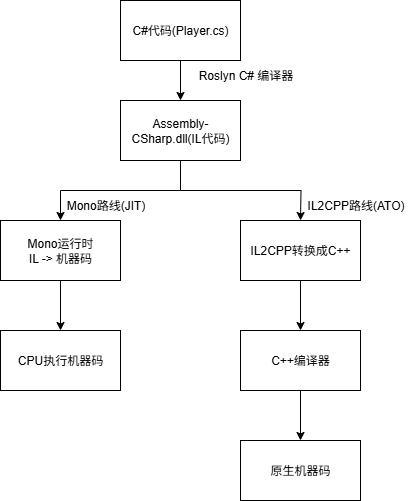 C#代码(Player.cs)
Roslyn C# 编译器
Assembly-
CSharp.dll(IL代码)
Mono路线(JIT)
IL2CPP路线(ATO)
Mono运行时
IL -> 机器码
IL2CPP转换成C++
CPU执行机器码
C++编译器
原生机器码